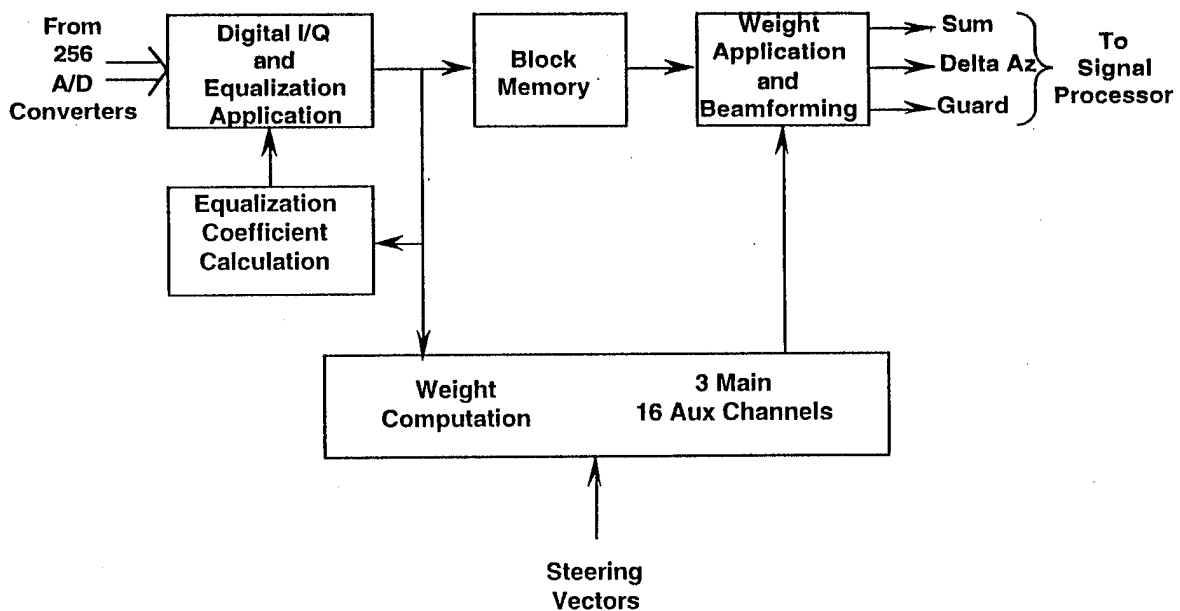 From
256
A/D
Converters
Digital I/Q
and
Equalization
Application
Block
Memory
Weight
Application
and
Beamforming
Sum
Delta Az
Guard
To
Signal
Processor
Equalization
Coefficient
Calculation
Weight
Computation
3 Main
16 Aux Channels
Steering
Vectors